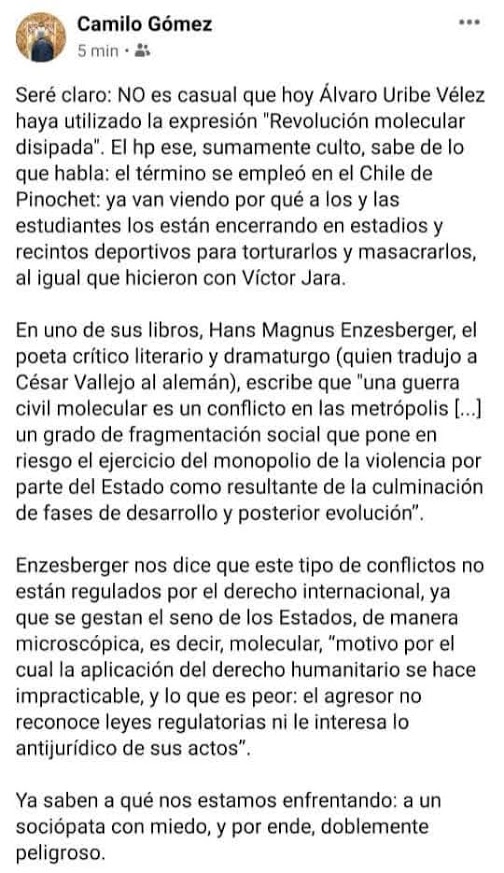 Camilo Gómez
5 min ·
Seré claro: NO es casual que hoy Álvaro Uribe Vélez
haya utilizado la expresión "Revolución molecular
disipada". El hp ese, sumamente culto, sabe de lo
que habla: el término se empleó en el Chile de
Pinochet: ya van viendo por qué a los y las
estudiantes los están encerrando en estadios y
recintos deportivos para torturarlos y masacrarlos,
al igual que hicieron con Víctor Jara.
En uno de sus libros, Hans Magnus Enzesberger, el
poeta crítico literario y dramaturgo (quien tradujo a
César Vallejo al alemán), escribe que "una guerra
civil molecular es un conflicto en las metrópolis [...]
un grado de fragmentación social que pone en
riesgo el ejercicio del monopolio de la violencia por
parte del Estado como resultante de la culminación
de fases de desarrollo y posterior evolución".
Enzesberger nos dice que este tipo de conflictos no
están regulados por el derecho internacional, ya
que se gestan el seno de los Estados, de manera
microscópica, es decir, molecular, "motivo por el
cual la aplicación del derecho humanitario se hace
impracticable, y lo que es peor: el agresor no
reconoce leyes regulatorias ni le interesa lo
antijurídico de sus actos".
Ya saben a qué nos estamos enfrentando: a un
sociópata con miedo, y por ende, doblemente
peligroso.